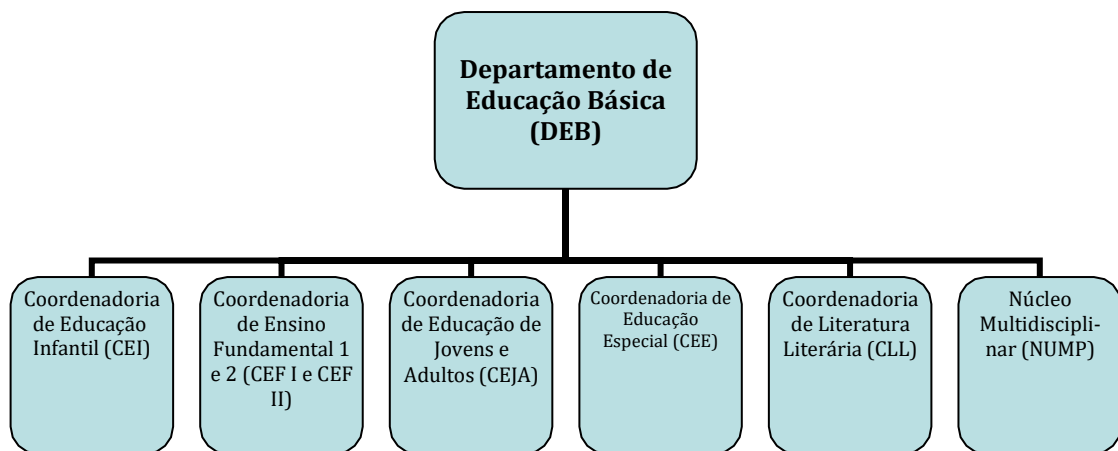 Departamento de
Educação Básica
(DEB)
Coordenadoria
de Educação
Infantil (CEI)
Coordenadoria
de Ensino
Fundamental 1
e 2 (CEF I e CEF
II)
Coordenadoria
de Educação de
Jovens e
Adultos (CEJA)
Coordenadoria de
Educação
Especial (CEE)
Coordenadoria
de Literatura
Literária (CLL)
Núcleo
Multidiscipli-
nar (NUMP)